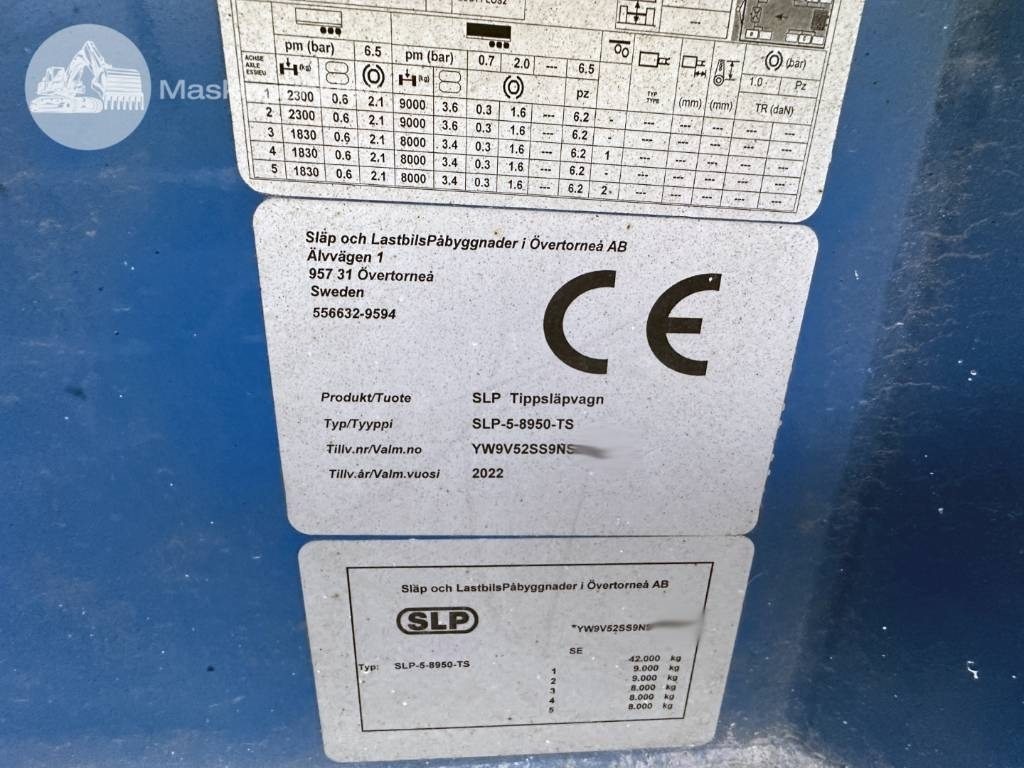 Mask
pm (bar) 6.5 pm (bar) 0.7 2.0 --- 6.5 (bar)
ACHSE AXLE ESSIEU (kg) (kg) pz TYP TYPE (mm) (mm) 1.0 Pz
TR (daN)
1 2300 0.6 2.1 9000 3.6 0.3 1.6 --- 6.2 - --- --- --- --- ---
2 2300 0.6 2.1 9000 3.6 0.3 1.6 --- 6.2 - --- --- --- --- ---
3 1830 0.6 2.1 8000 3.4 0.3 1.6 --- 6.2 1 --- --- --- --- ---
4 1830 0.6 2.1 8000 3.4 0.3 1.6 --- 6.2 - --- --- --- --- ---
5 1830 0.6 2.1 8000 3.4 0.3 1.6 --- 6.2 2 --- --- --- --- ---
Släp och LastbilsPåbyggnader i Övertorneå AB
Älvvägen 1
957 31 Övertorneå
Sweden
556632-9594
CE
Produkt/Tuote SLP Tippsläpvagn
Typ/Tyyppi SLP-5-8950-TS
Tillv.nr/Valm.no YW9V52SS9NS
Tillv.år/Valm.vuosi 2022
Släp och LastbilsPåbyggnader i Övertorneå AB
SLP
*YW9V52SS9NS
SE
Typ: SLP-5-8950-TS
42.000 kg
1 9.000 kg
2 9.000 kg
3 8.000 kg
4 8.000 kg
5 8.000 kg